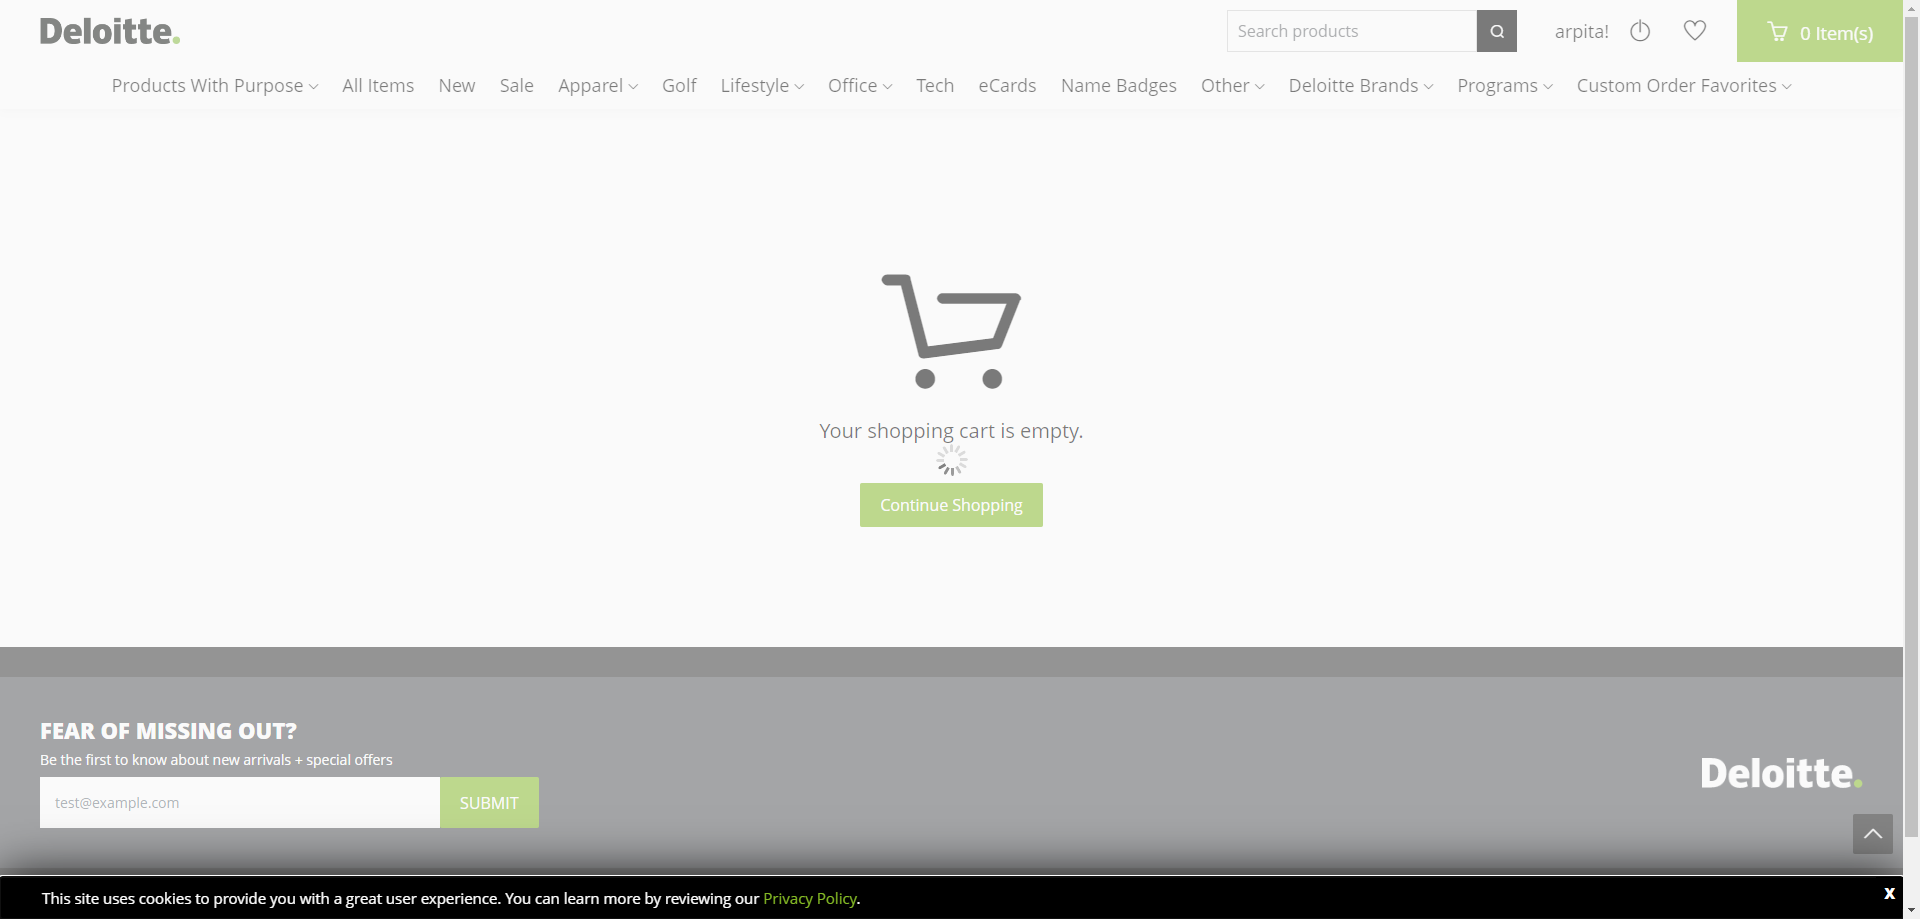 Deloitte.
Search products
arpita!
0 Item(s)
Products With Purpose All Items New Sale Apparel Golf Lifestyle Office Tech eCards Name Badges Other Deloitte Brands Programs Custom Order Favorites
Your shopping cart is empty.
Continue Shopping
FEAR OF MISSING OUT?
Be the first to know about new arrivals + special offers
test@example.com
SUBMIT
Deloitte.
This site uses cookies to provide you with a great user experience. You can learn more by reviewing our Privacy Policy.
x